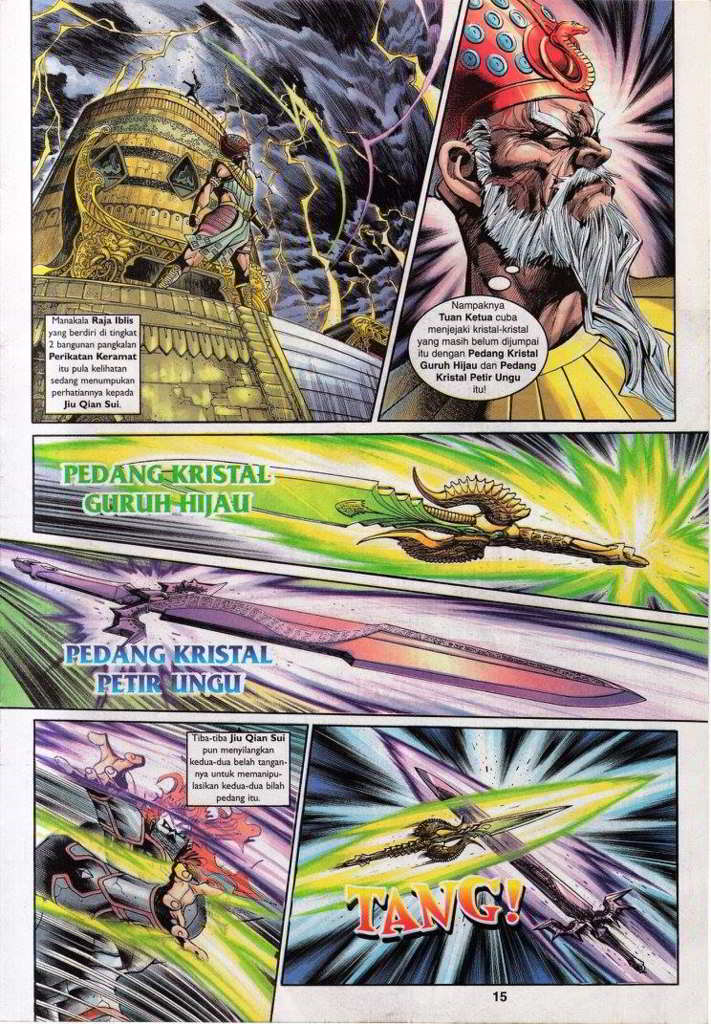 Manakala Raja Iblis
yang berdiri di tingkat
2 bangunan pangkalan
Perikatan Keramat
itu pula kelihatan
sedang menumpukan
perhatiannya kepada
Jiu Qian Sui.
Nampaknya
Tuan Ketua cuba
menjejaki kristal-kristal
yang masih belum dijumpai
itu dengan Pedang Kristal
Guruh Hijau dan Pedang
Kristal Petir Ungu
itu!
PEDANG KRISTAL
GURUH HIJAU
PEDANG KRISTAL
PETIR UNGU
Tiba-tiba Jiu Qian Sui
pun menyilangkan
kedua-dua belah tangan-
nya untuk memanipu-
lasikan kedua-dua bilah
pedang itu.
TANG!
15